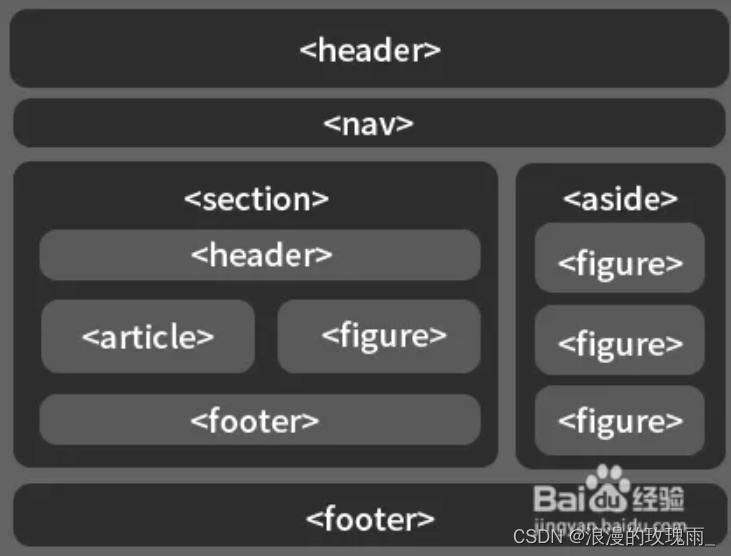 <header>
<nav>
<section>
<header>
<article>
<figure>
<footer>
<aside>
<figure>
<figure>
<figure>
<footer>
Bai du 经验
jingyan.baidu.com
CSDN @浪漫的玫瑰雨_